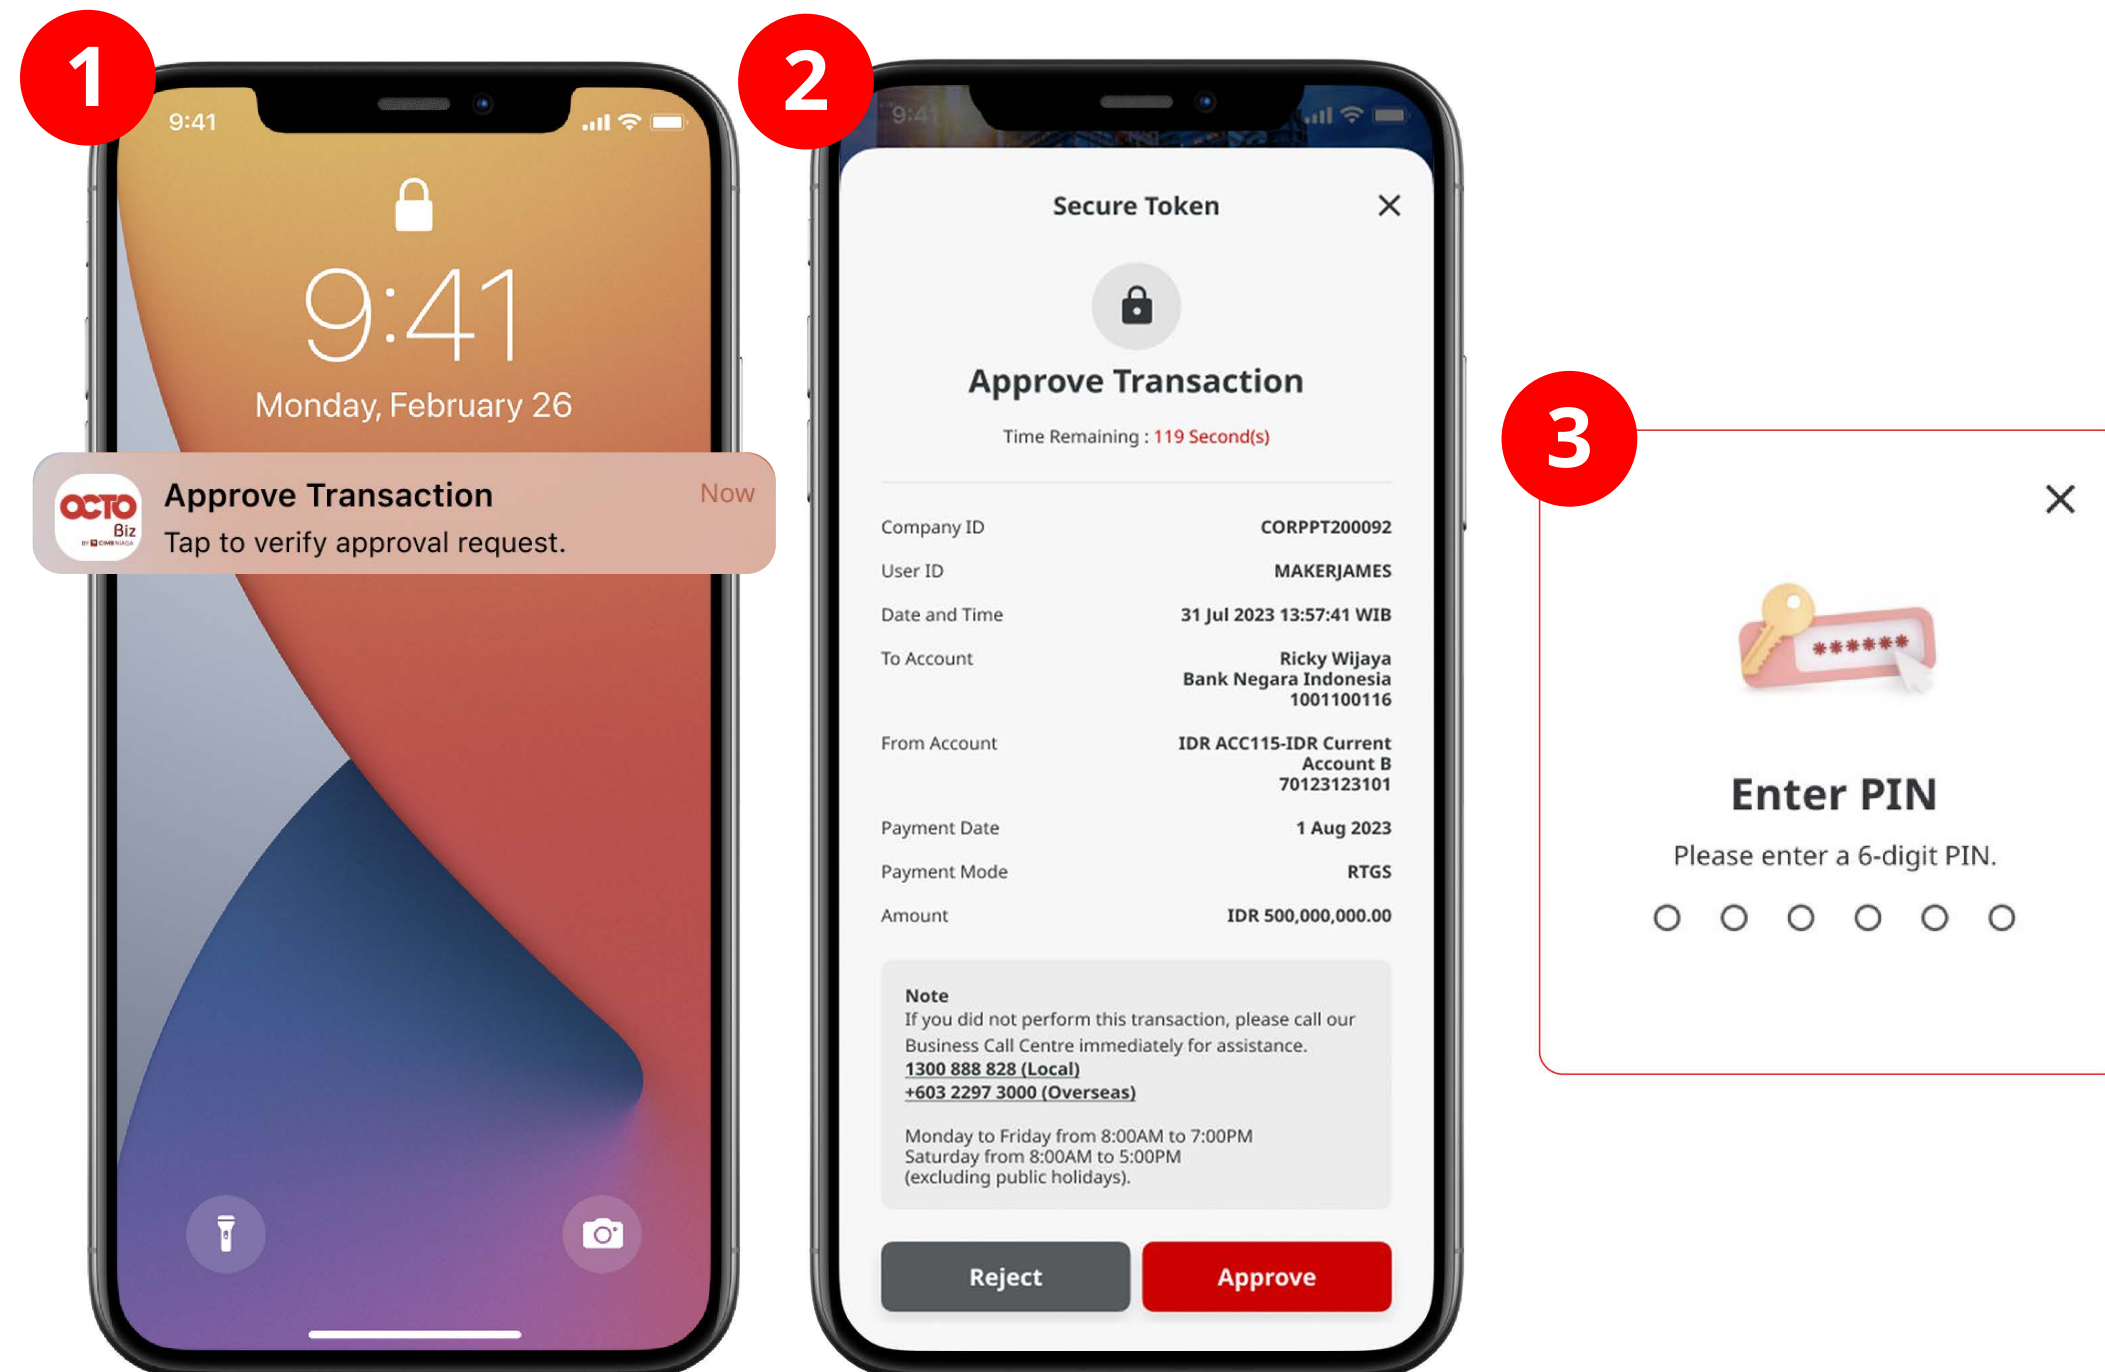 1
9:41
9:41
Monday, February 26
OCTO
Biz
BY CIMB NIAGA
Approve Transaction
Now
Tap to verify approval request.
2
9:41
Secure Token
Approve Transaction
Time Remaining : 119 Second(s)
Company ID CORPPT200092
User ID MAKERJAMES
Date and Time 31 Jul 2023 13:57:41 WIB
To Account Ricky Wijaya
Bank Negara Indonesia
1001100116
From Account IDR ACC115-IDR Current
Account B
70123123101
Payment Date 1 Aug 2023
Payment Mode RTGS
Amount IDR 500,000,000.00
Note
If you did not perform this transaction, please call our
Business Call Centre immediately for assistance.
1300 888 828 (Local)
+603 2297 3000 (Overseas)
Monday to Friday from 8:00AM to 7:00PM
Saturday from 8:00AM to 5:00PM
(excluding public holidays).
Reject
Approve
3
******
Enter PIN
Please enter a 6-digit PIN.